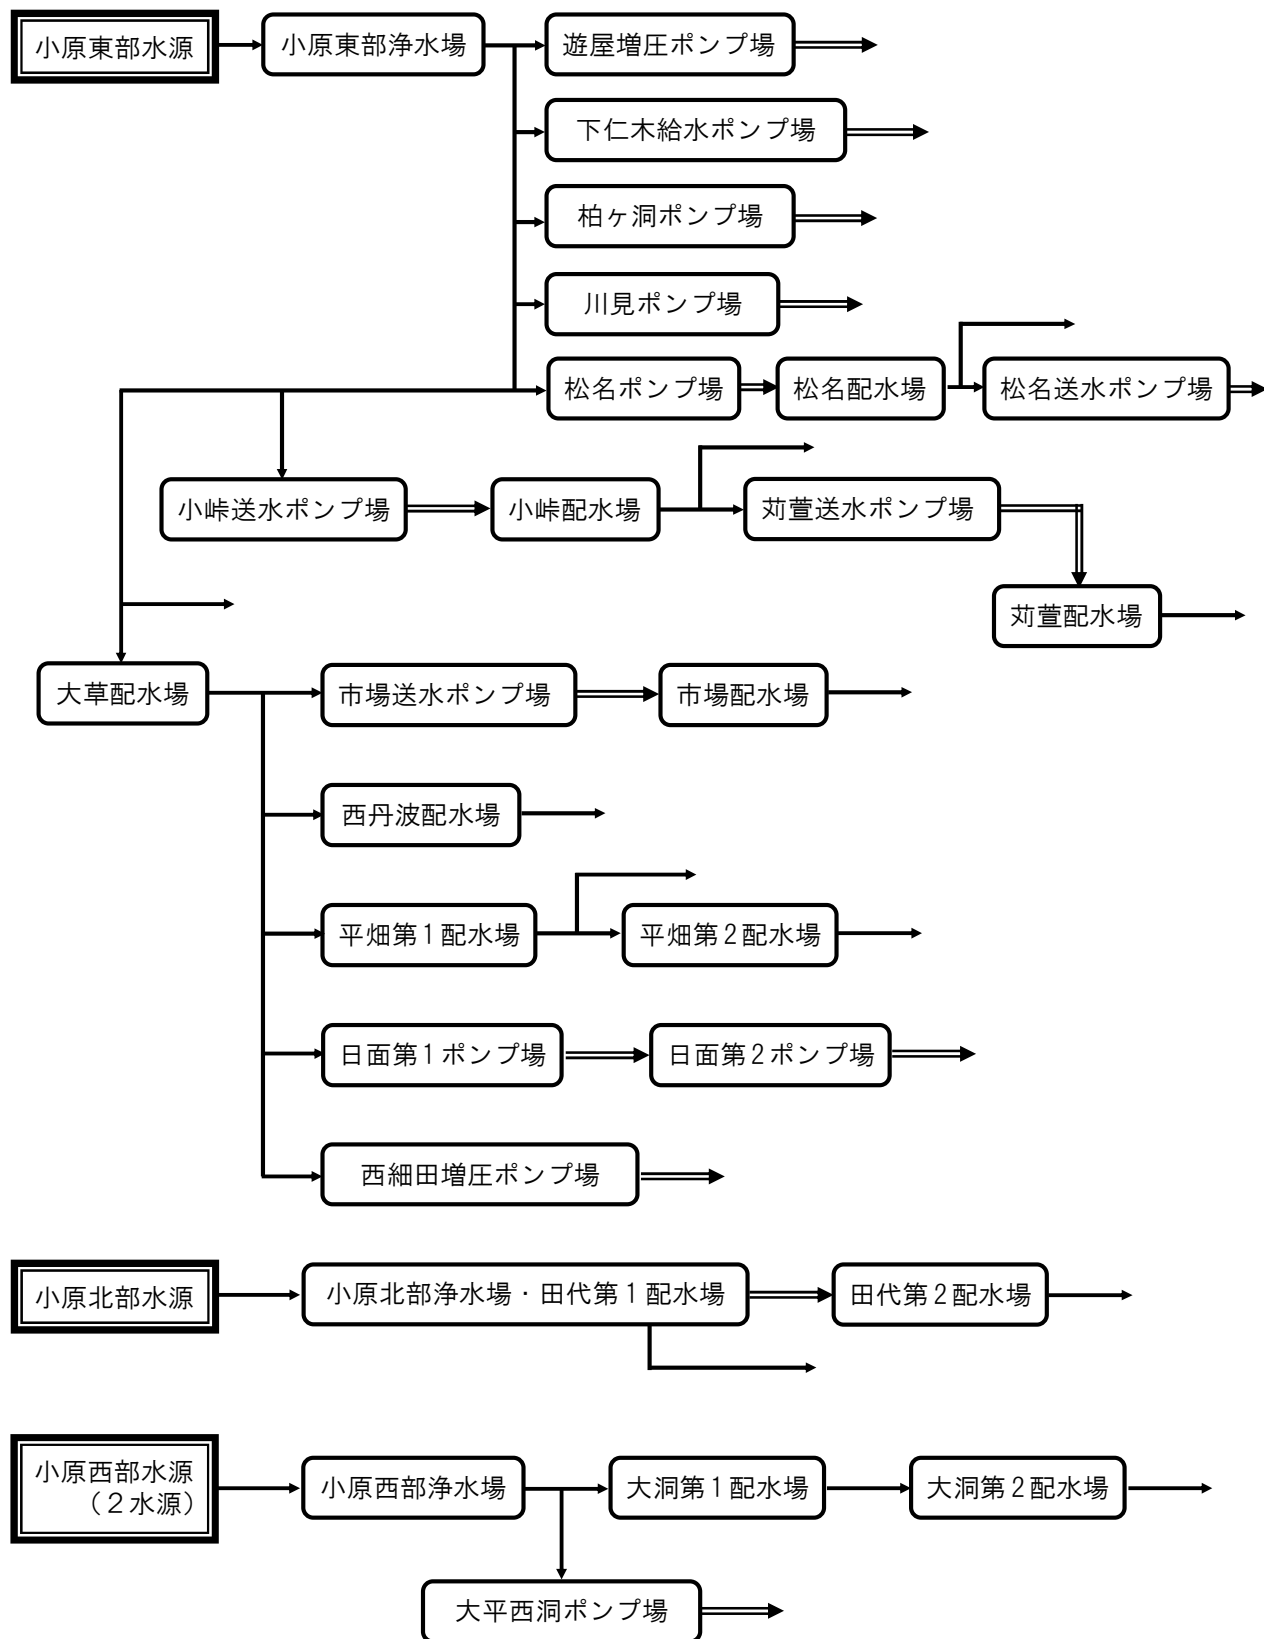 小原東部水源
小原東部浄水場
遊屋増圧ポンプ場
下仁木給水ポンプ場
柏ヶ洞ポンプ場
川見ポンプ場
松名ポンプ場
松名配水場
松名送水ポンプ場
小峠送水ポンプ場
小峠配水場
苅萱送水ポンプ場
苅萱配水場
大草配水場
市場送水ポンプ場
市場配水場
西丹波配水場
平畑第1配水場
平畑第2配水場
日面第1ポンプ場
日面第2ポンプ場
西細田増圧ポンプ場
小原北部水源
小原北部浄水場・田代第1配水場
田代第2配水場
小原西部水源
（２水源）
小原西部浄水場
大洞第1配水場
大洞第2配水場
大平西洞ポンプ場